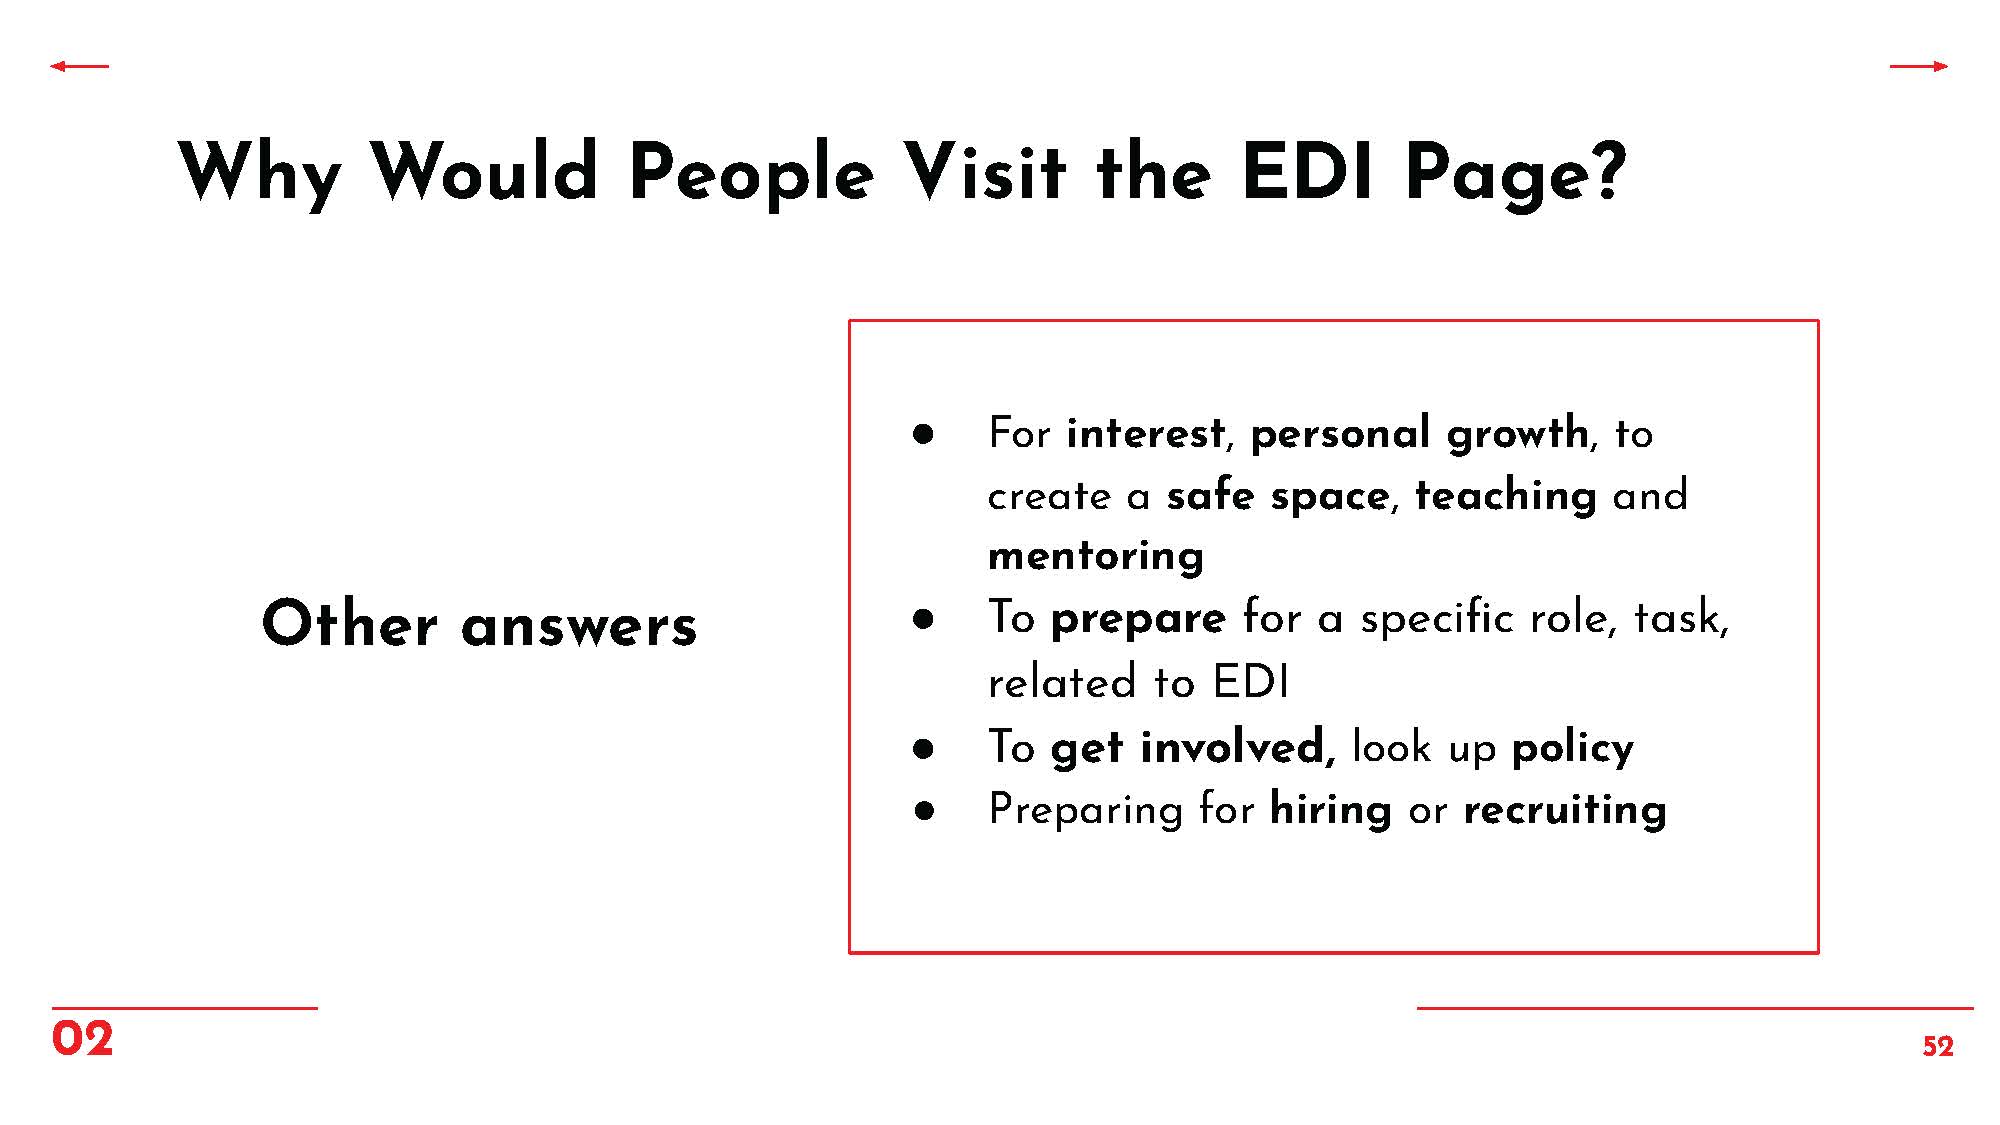 Why Would People Visit the EDI Page?
Other answers
● For interest, personal growth, to
create a safe space, teaching and
mentoring
● To prepare for a specific role, task,
related to EDI
● To get involved, look up policy
● Preparing for hiring or recruiting
02
52